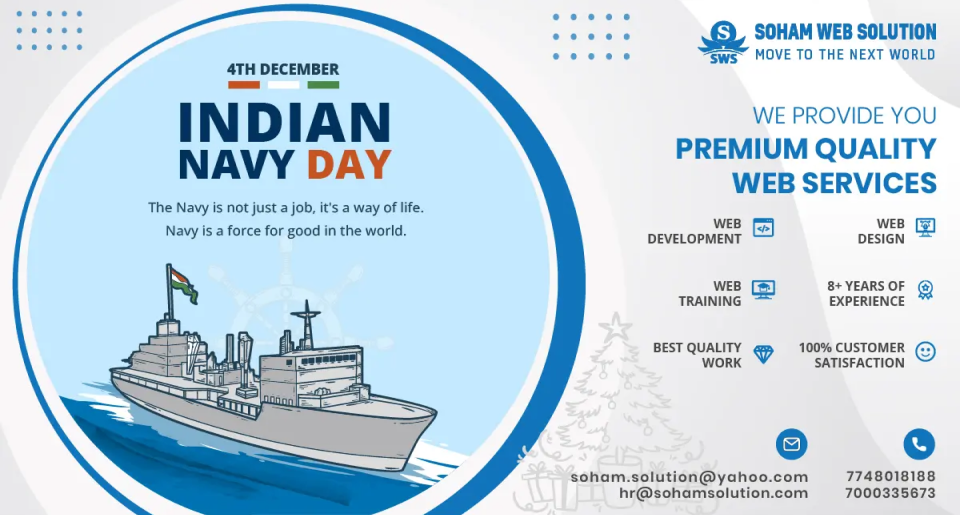 4TH DECEMBER
INDIAN
NAVY DAY
The Navy is not just a job, it's a way of life.
Navy is a force for good in the world.
S
SWS
SOHAM WEB SOLUTION
MOVE TO THE NEXT WORLD
WE PROVIDE YOU
PREMIUM QUALITY
WEB SERVICES
WEB
DEVELOPMENT
WEB
DESIGN
WEB
TRAINING
8+ YEARS OF
EXPERIENCE
BEST QUALITY
WORK
100% CUSTOMER
SATISFACTION
soham.solution@yahoo.com
hr@sohamsolution.com
7748018188
7000335673